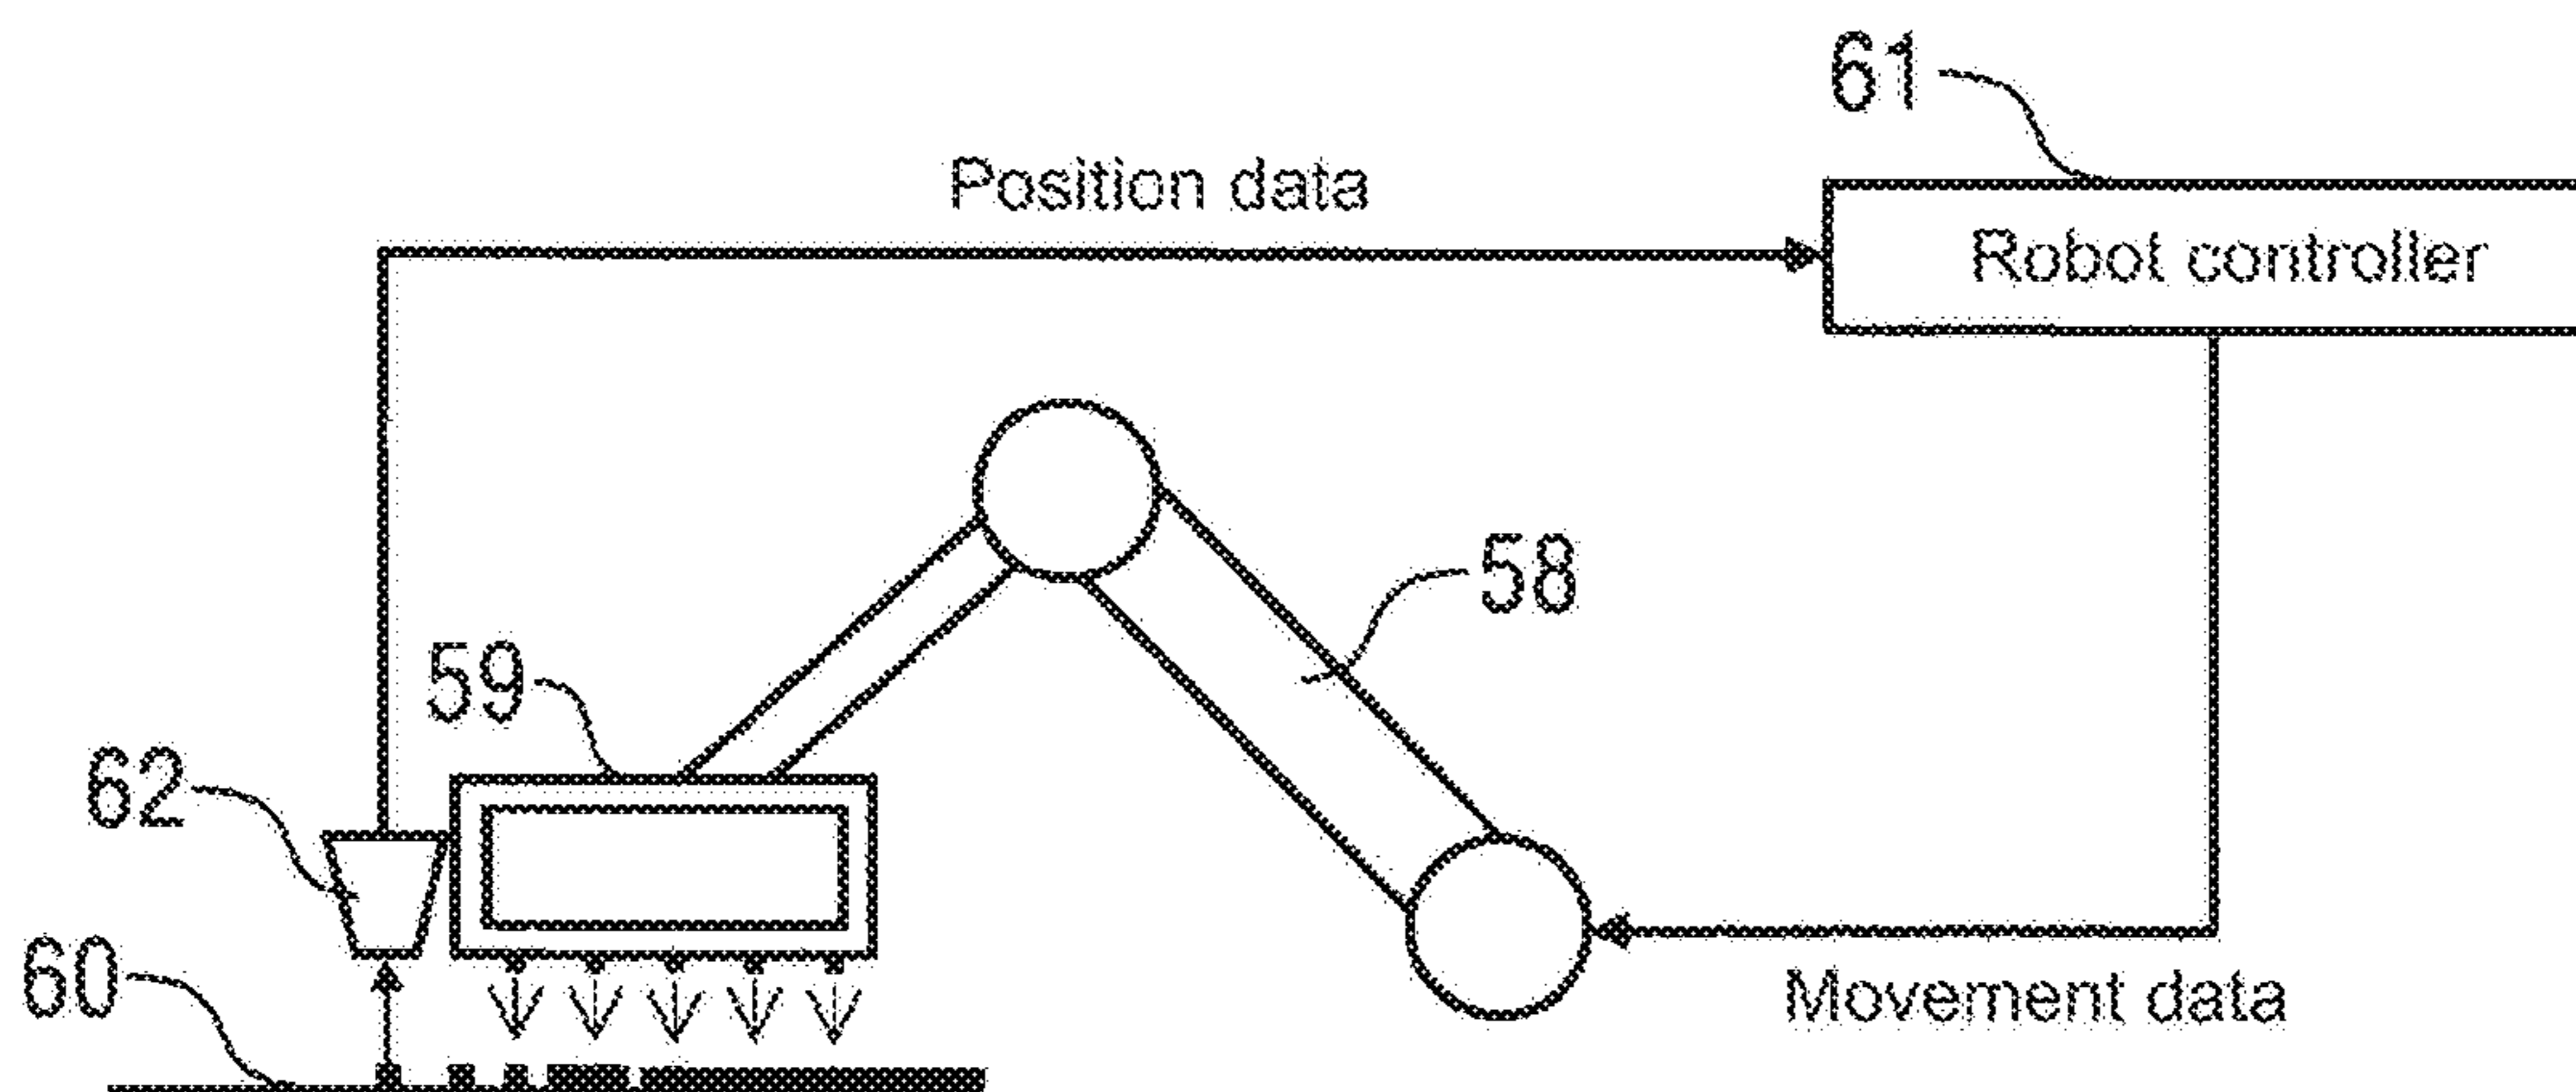 61
Position data
Robot controller
58
59
62
60
Movement data